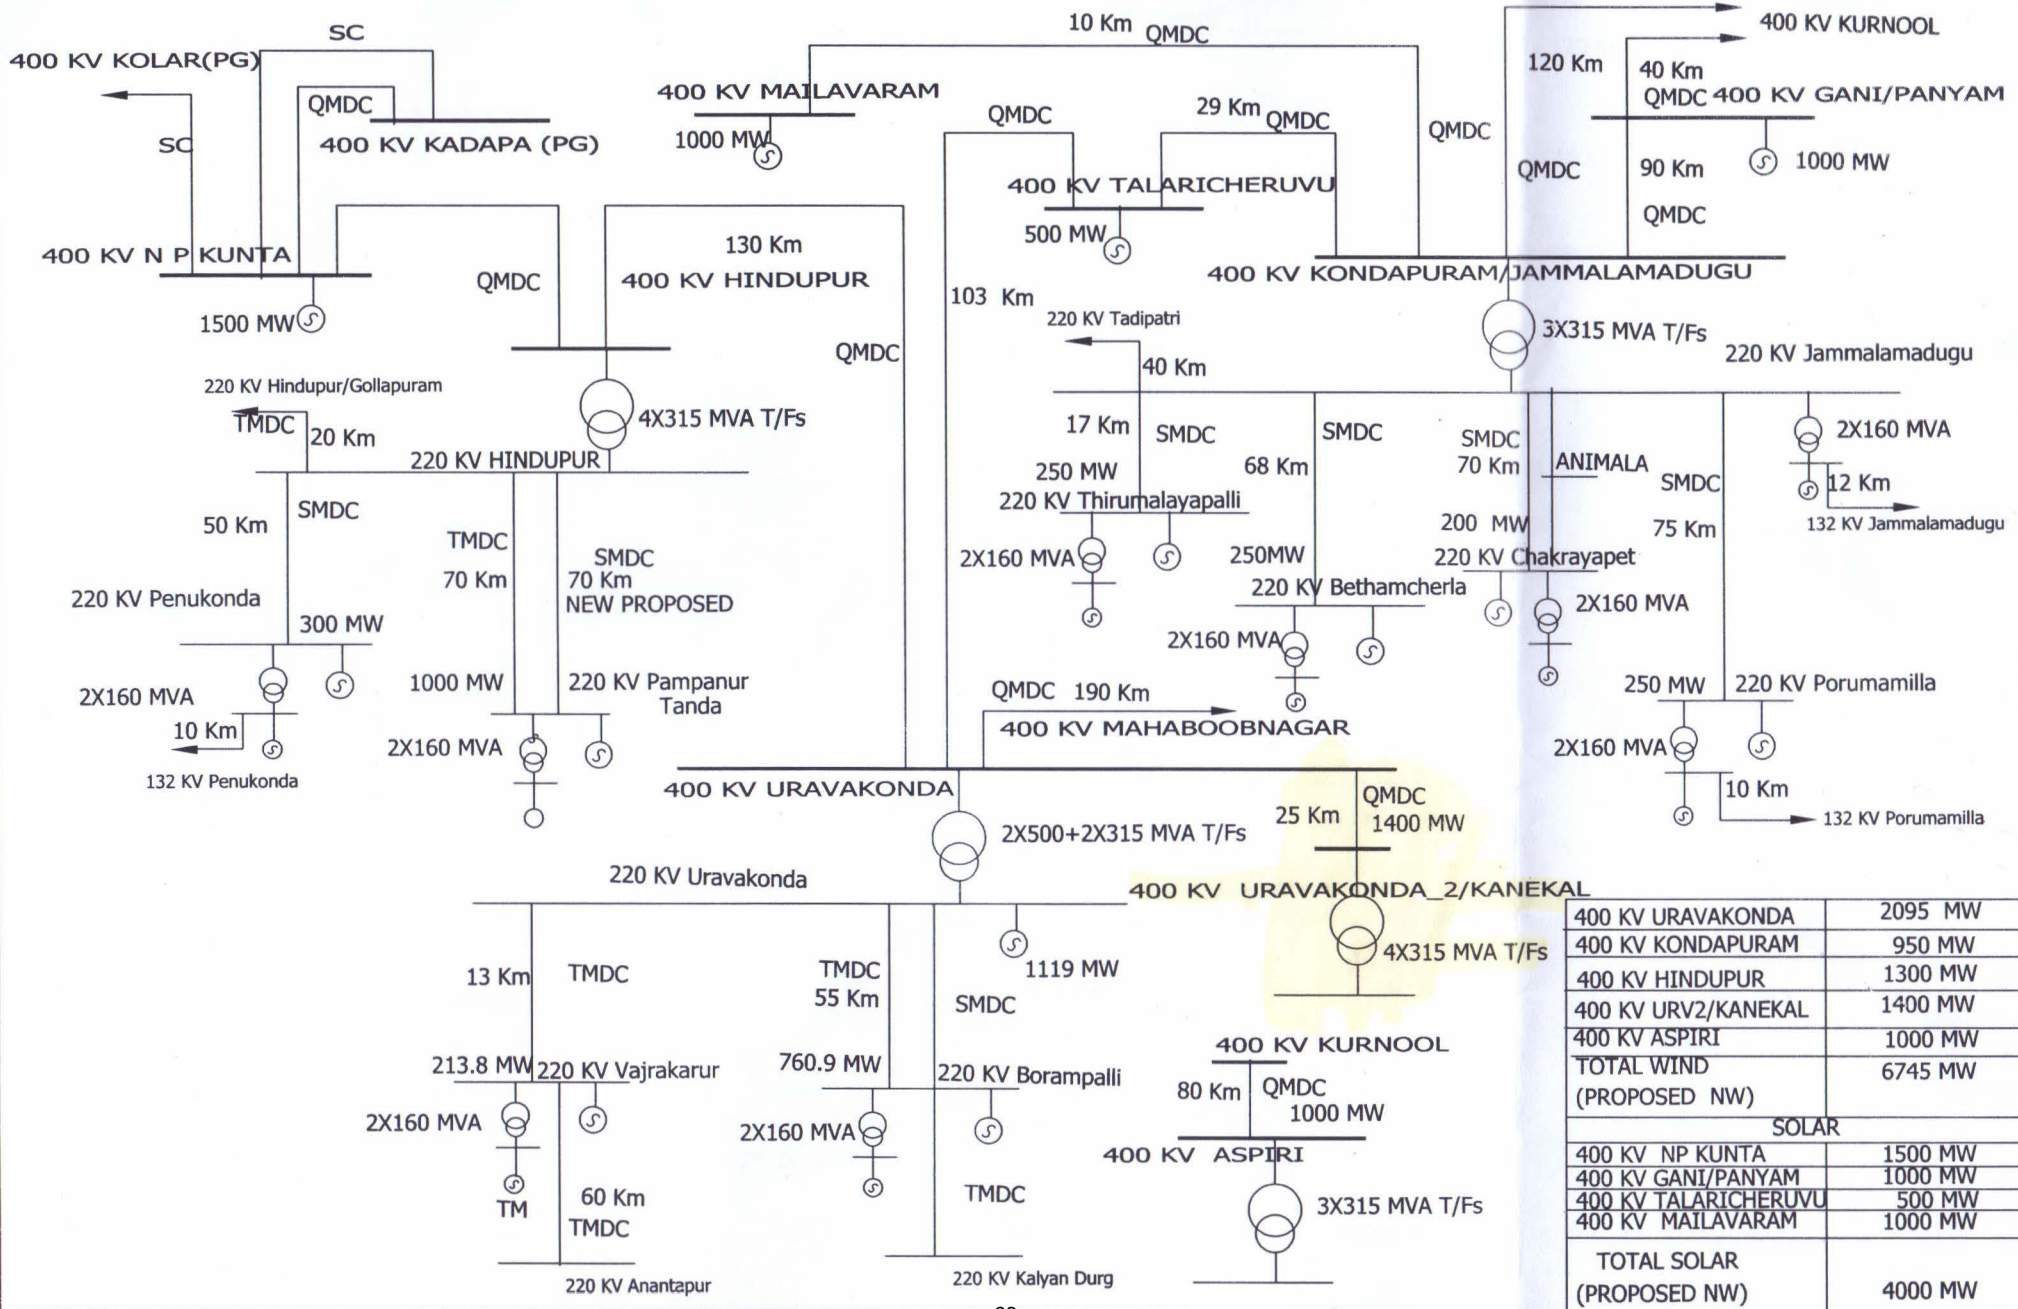 SC
10 Km QMDC
400 KV KURNOOL
400 KV KOLAR(PG)
120 Km
40 Km
QMDC
400 KV MAILAVARAM
QMDC 400 KV GANI/PANYAM
QMDC
29 Km QMDC
SC
400 KV KADAPA (PG)
1000 MW
S
QMDC
QMDC
90 Km
S
1000 MW
400 KV TALARICHERUVU
QMDC
500 MW
S
400 KV N P KUNTA
130 Km
QMDC
400 KV HINDUPUR
400 KV KONDAPURAM/JAMMALAMADUGU
1500 MW
S
103 Km
220 KV Tadipatri
3X315 MVA T/Fs
QMDC
220 KV Jammalamadugu
40 Km
220 KV Hindupur/Gollapuram
TMDC
20 Km
4X315 MVA T/Fs
17 Km
SMDC
SMDC
SMDC
70 Km
2X160 MVA
220 KV HINDUPUR
250 MW
68 Km
ANIMALA
SMDC
S
12 Km
50 Km
SMDC
220 KV Thirumalayapalli
200 MW
75 Km
132 KV Jammalamadugu
TMDC
70 Km
SMDC
70 Km
NEW PROPOSED
2X160 MVA
S
250MW
220 KV Chakrayapet
220 KV Penukonda
220 KV Bethamcherla
S
2X160 MVA
300 MW
S
2X160 MVA
S
S
2X160 MVA
S
1000 MW
220 KV Pampanur
Tanda
QMDC 190 Km
S
250 MW
220 KV Porumamilla
10 Km
S
400 KV MAHABOOBNAGAR
2X160 MVA
S
2X160 MVA
S
132 KV Penukonda
400 KV URAVAKONDA
QMDC
10 Km
25 Km
1400 MW
S
132 KV Porumamilla
2X500+2X315 MVA T/Fs
220 KV Uravakonda
400 KV URAVAKONDA_2/KANEKAL
S
1119 MW
4X315 MVA T/Fs
13 Km
TMDC
TMDC
55 Km
SMDC
400 KV KURNOOL
213.8 MW
220 KV Vajrakarur
760.9 MW
220 KV Borampalli
80 Km
QMDC
1000 MW
2X160 MVA
S
2X160 MVA
S
400 KV ASPIRI
S
TM
60 Km
TMDC
S
TMDC
3X315 MVA T/Fs
220 KV Anantapur
220 KV Kalyan Durg
400 KV URAVAKONDA 2095 MW
400 KV KONDAPURAM 950 MW
400 KV HINDUPUR 1300 MW
400 KV URV2/KANEKAL 1400 MW
400 KV ASPIRI 1000 MW
TOTAL WIND 6745 MW
(PROPOSED NW)
SOLAR
400 KV NP KUNTA 1500 MW
400 KV GANI/PANYAM 1000 MW
400 KV TALARICHERUVU 500 MW
400 KV MAILAVARAM 1000 MW
TOTAL SOLAR
(PROPOSED NW) 4000 MW